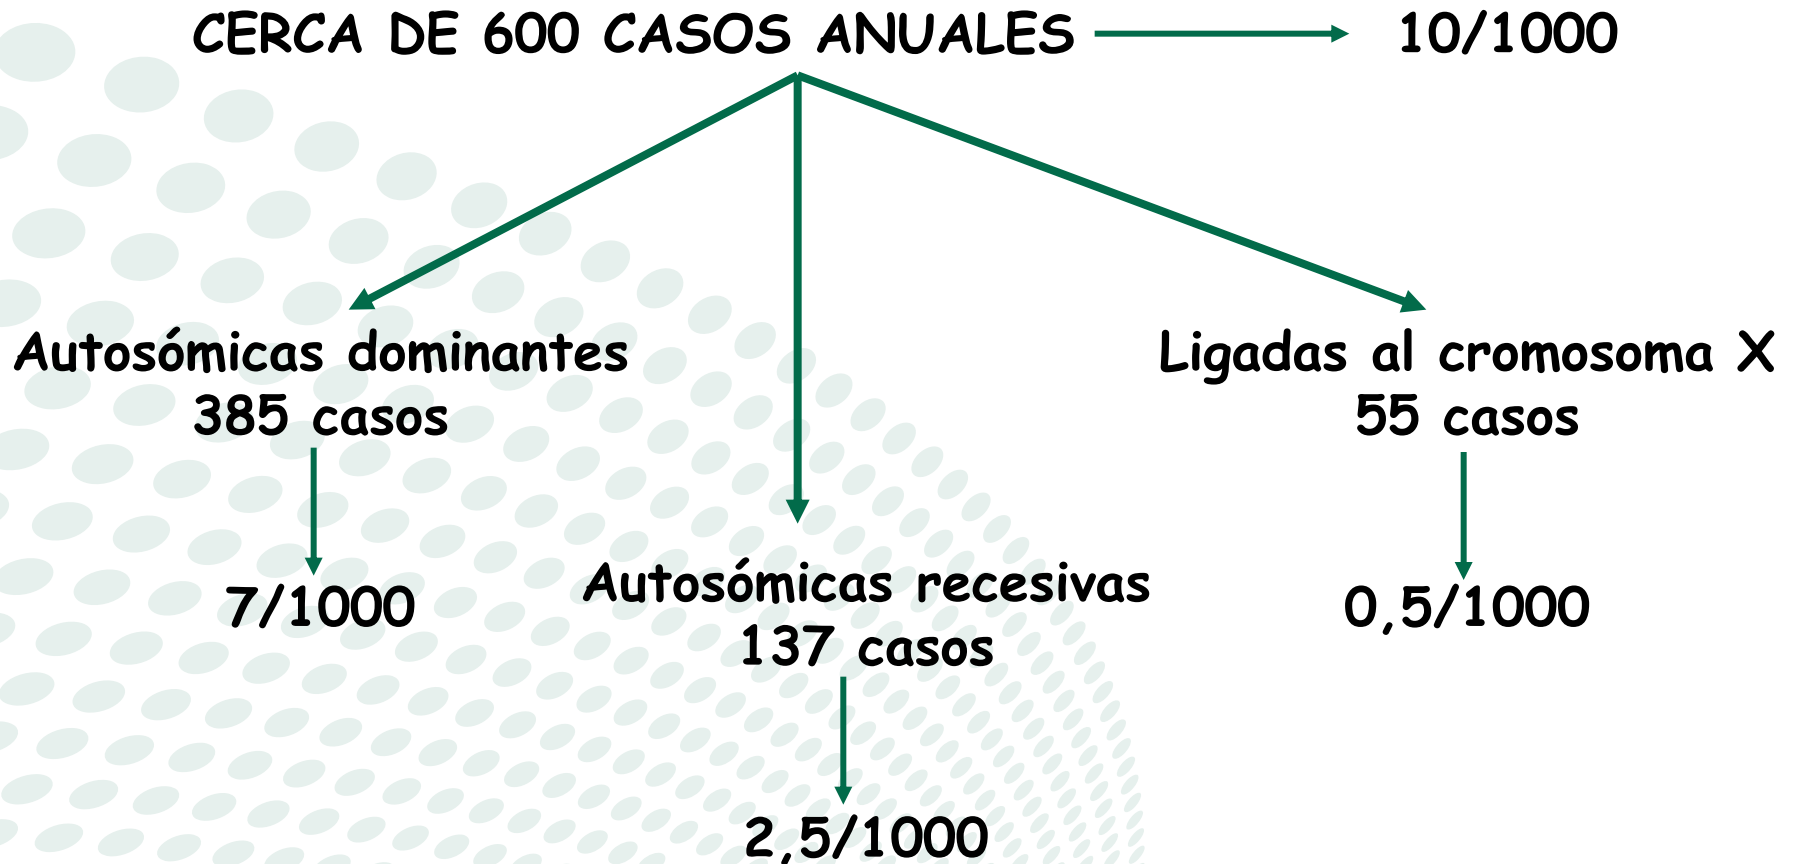 CERCA DE 600 CASOS ANUALES
10/1000
Autosómicas dominantes
385 casos
7/1000
Autosómicas recesivas
137 casos
2,5/1000
Ligadas al cromosoma X
55 casos
0,5/1000